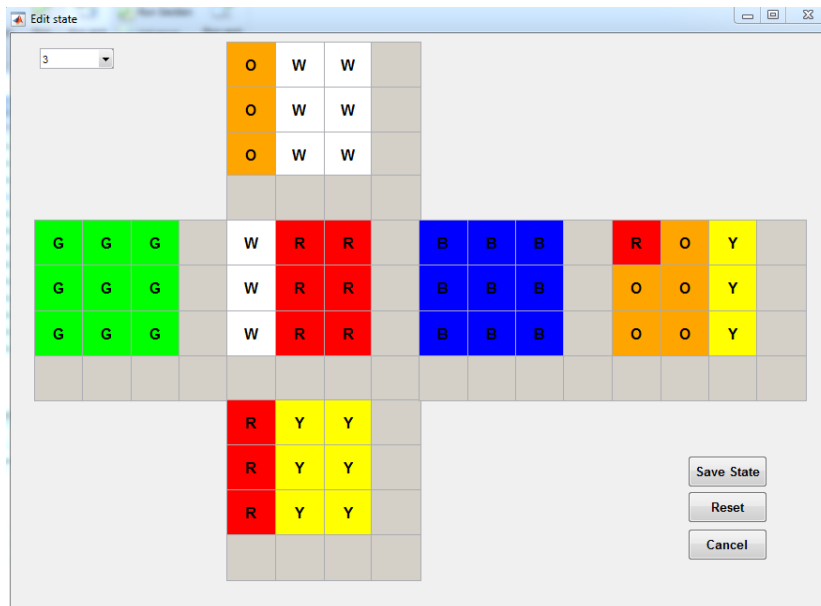 Edit state
3
O W W
O W W
O W W
G G G W R R B B B R O Y
G G G W R R B B B O O Y
G G G W R R B B B O O Y
R Y Y
R Y Y
R Y Y
Save State
Reset
Cancel